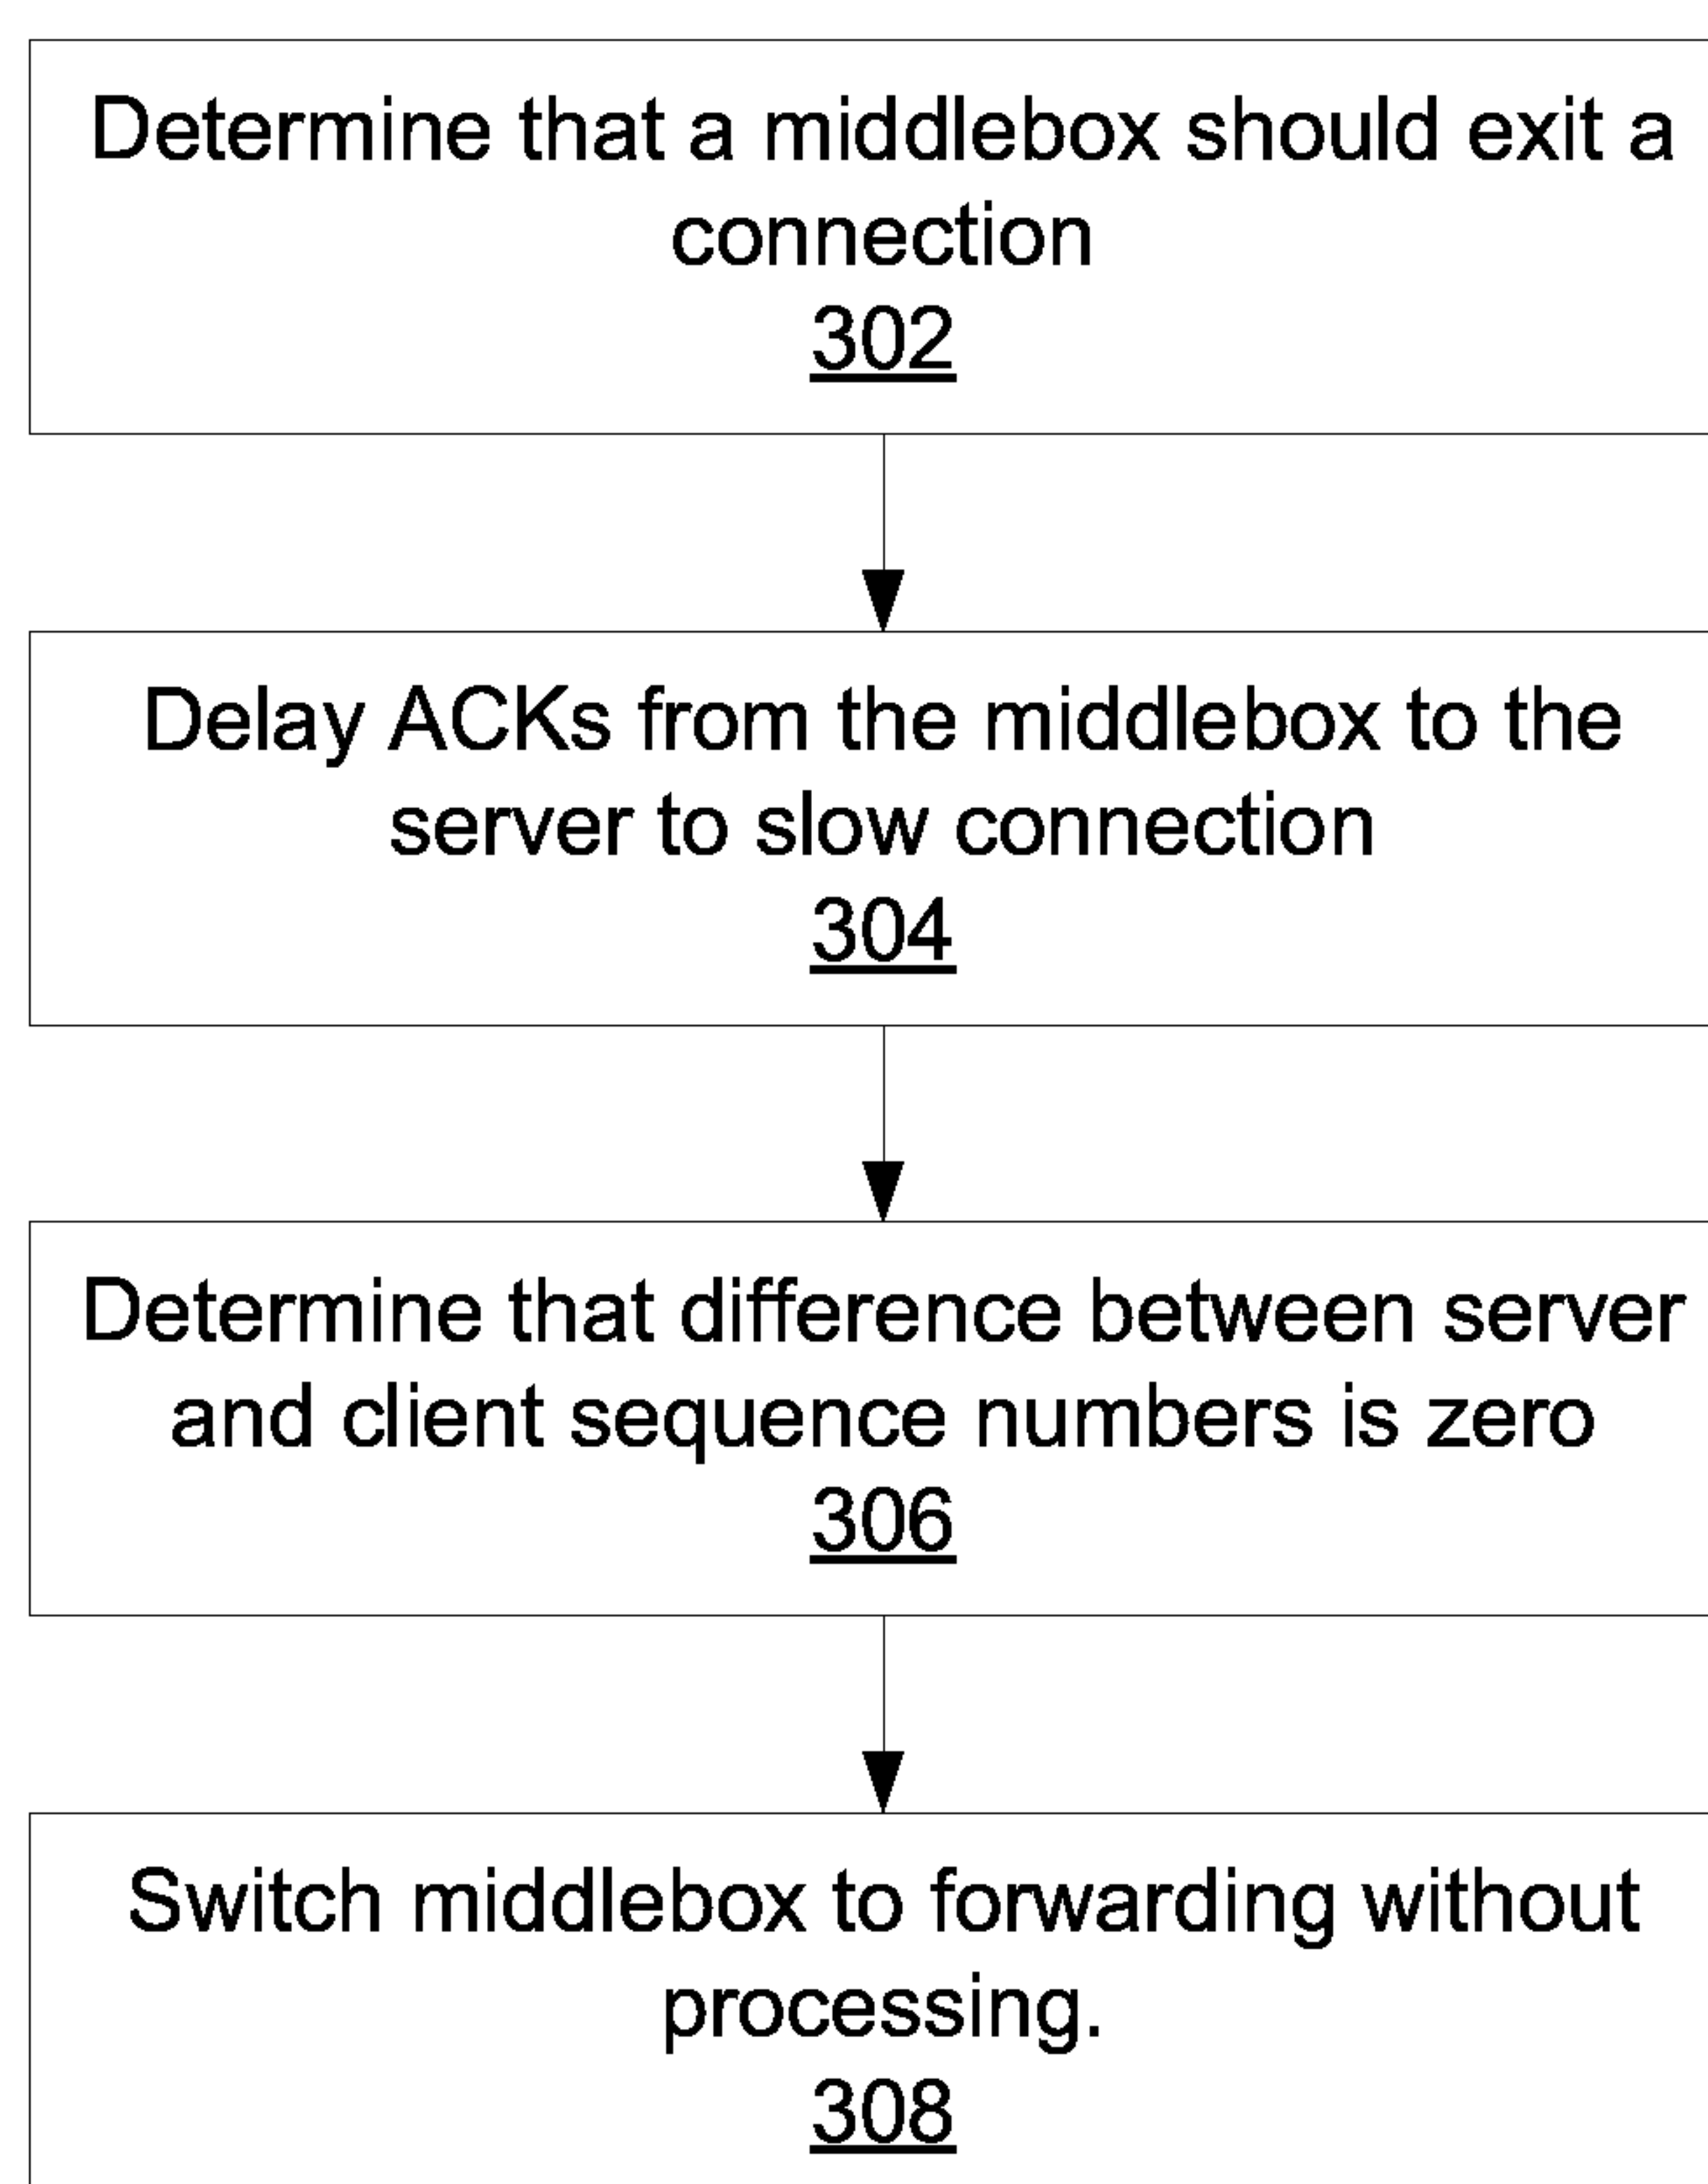 Determine that a middlebox should exit a
connection
302
Delay ACKs from the middlebox to the
server to slow connection
304
Determine that difference between server
and client sequence numbers is zero
306
Switch middlebox to forwarding without
processing.
308